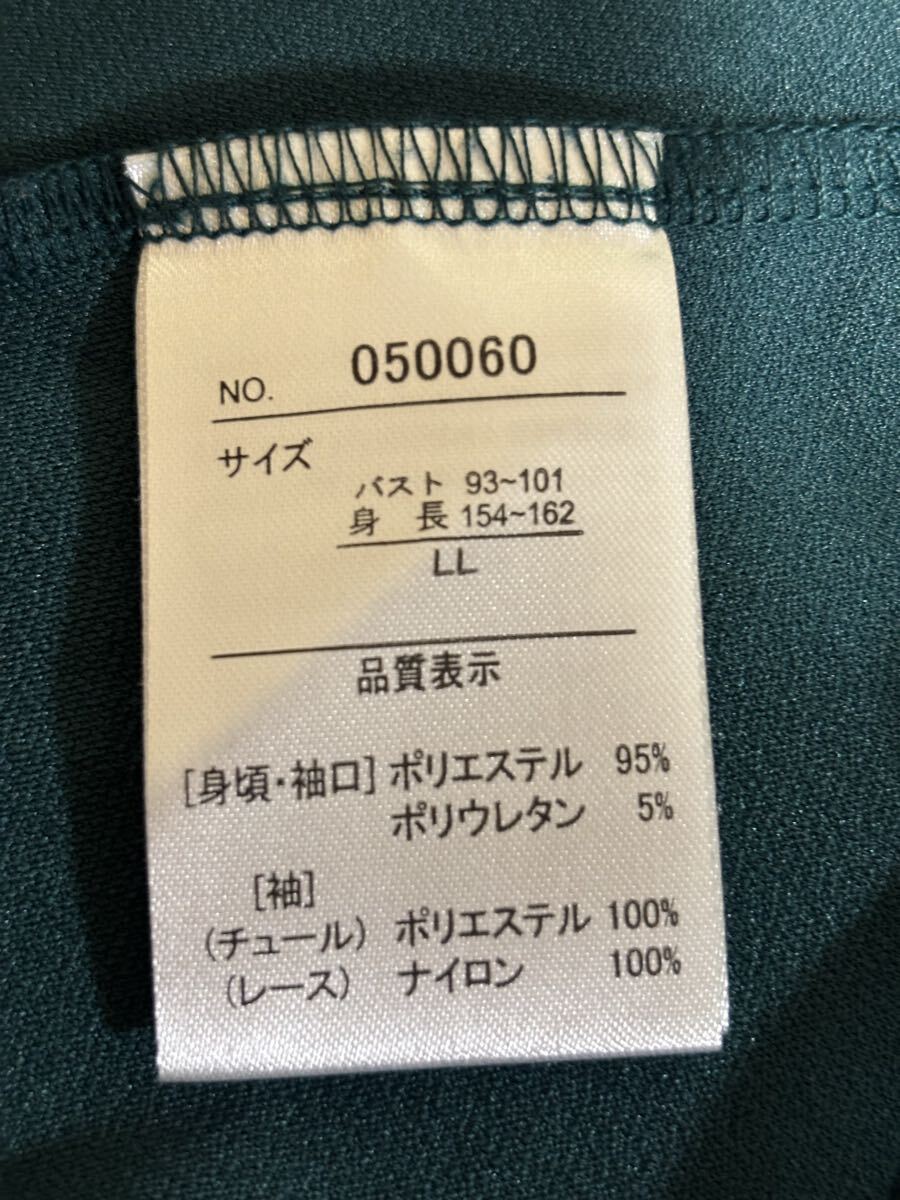 NO. 050060
サイズ
バスト 93~101
身 長 154~162
LL
品質表示
[身頃・袖口] ポリエステル 95%
ポリウレタン 5%
[袖]
(チュール) ポリエステル 100%
(レース) ナイロン 100%